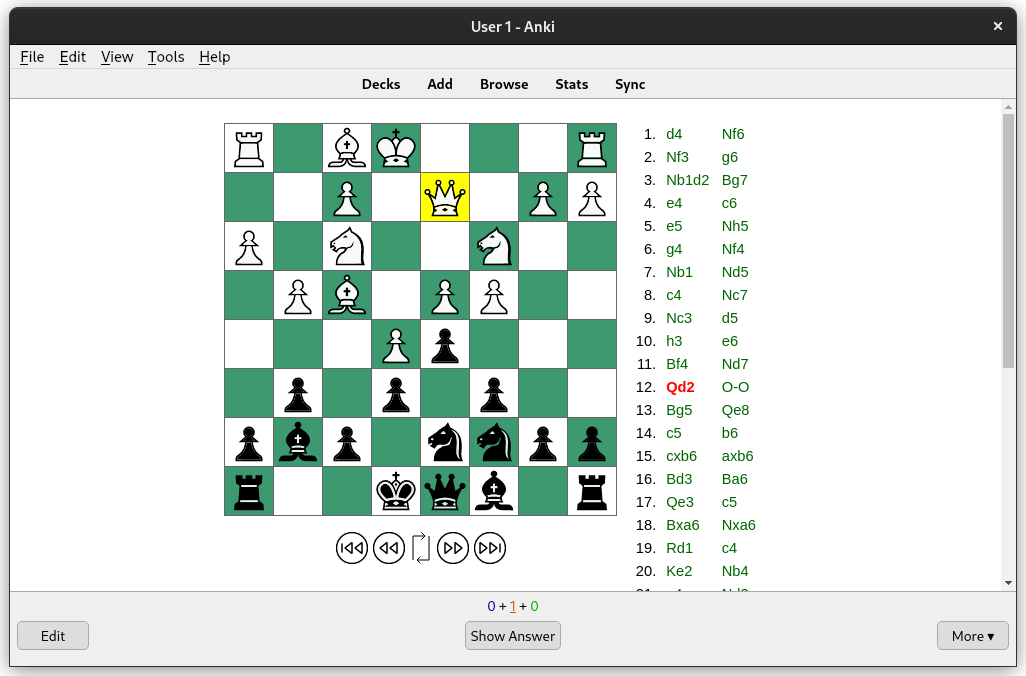 User 1 - Anki
File Edit View Tools Help
Decks Add Browse Stats Sync
1. d4 Nf6
2. Nf3 g6
3. Nb1d2 Bg7
4. e4 c6
5. e5 Nh5
6. g4 Nf4
7. Nb1 Nd5
8. c4 Nc7
9. Nc3 d5
10. h3 e6
11. Bf4 Nd7
12. Qd2 O-O
13. Bg5 Qe8
14. c5 b6
15. cxb6 axb6
16. Bd3 Ba6
17. Qe3 c5
18. Bxa6 Nxa6
19. Rd1 c4
20. Ke2 Nb4
0 + 1 + 0
Edit Show Answer More ▾